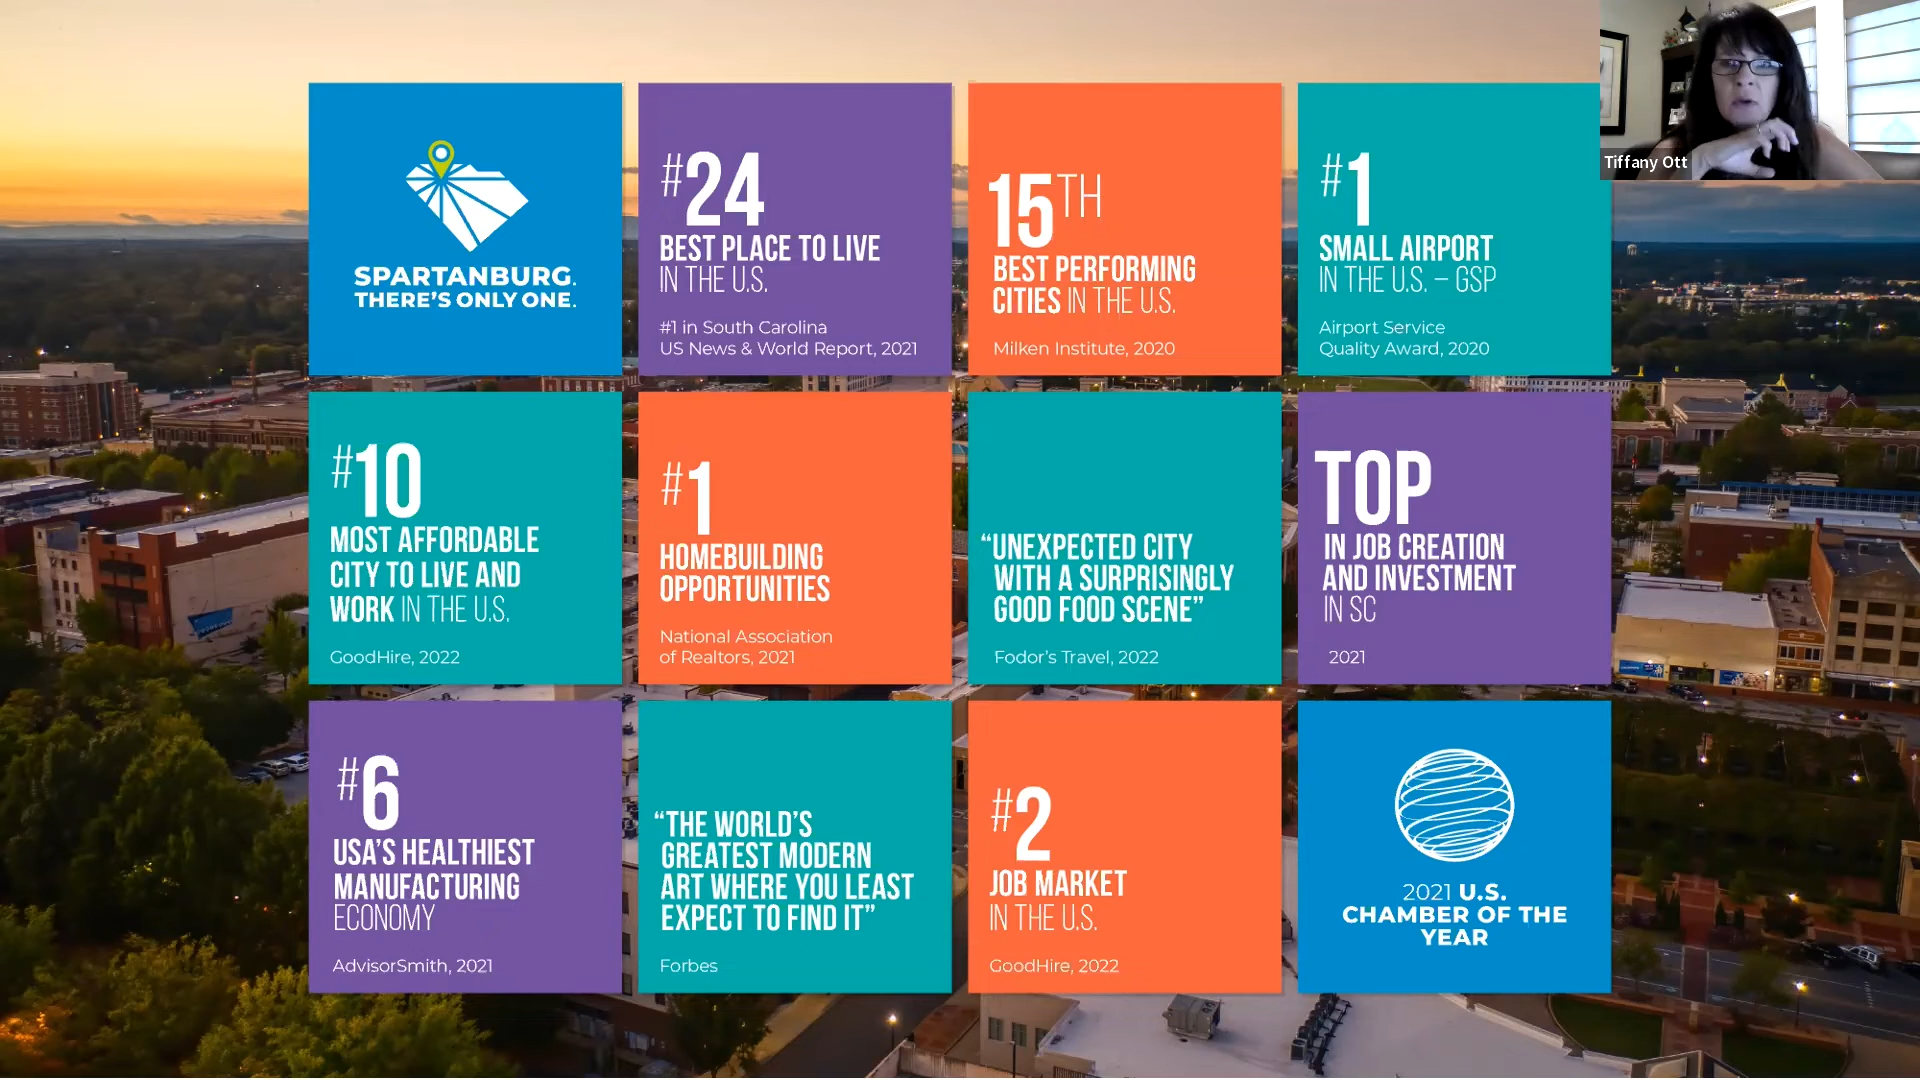 SPARTANBURG.
THERE'S ONLY ONE.
#24
BEST PLACE TO LIVE
IN THE U.S.
#1 in South Carolina
US News & World Report, 2021
15TH
BEST PERFORMING
CITIES IN THE U.S.
Milken Institute, 2020
#1
SMALL AIRPORT
IN THE U.S. – GSP
Airport Service
Quality Award, 2020
Tiffany Ott
#10
MOST AFFORDABLE
CITY TO LIVE AND
WORK IN THE U.S.
GoodHire, 2022
#1
HOMEBUILDING
OPPORTUNITIES
National Association
of Realtors, 2021
“UNEXPECTED CITY
WITH A SURPRISINGLY
GOOD FOOD SCENE”
Fodor’s Travel, 2022
TOP
IN JOB CREATION
AND INVESTMENT
IN SC
2021
#6
USA’S HEALTHIEST
MANUFACTURING
ECONOMY
AdvisorSmith, 2021
“THE WORLD’S
GREATEST MODERN
ART WHERE YOU LEAST
EXPECT TO FIND IT”
Forbes
#2
JOB MARKET
IN THE U.S.
GoodHire, 2022
2021 U.S.
CHAMBER OF THE
YEAR